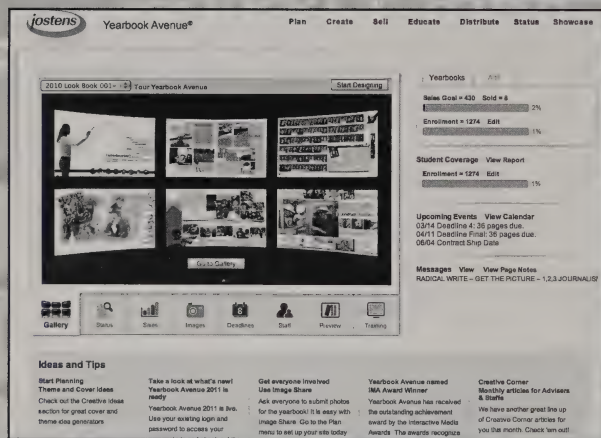 jostens
Yearbook Avenue®
Plan Create Sell Educate Distribute Status Showcase
2010 Look Book 001- Tour Yearbook Avenue Start Designing
Go to Gallery
Gallery Status Sales Images Deadlines Staff Preview Training
Yearbooks
Sales Goal = 430 Sold = 8
2%
Enrollment = 1274 Edit
1%
Student Coverage View Report
Enrollment = 1274 Edit
1%
Upcoming Events View Calendar
03/14 Deadline 4: 36 pages due.
04/11 Deadline Final: 36 pages due.
06/04 Contract Ship Date
Messages View View Page Notes
RADICAL WRITE – GET THE PICTURE – 1,2,3 JOURNALIS
Ideas and Tips
Start Planning
Theme and Cover Ideas
Check out the Creative Ideas
section for great cover and
theme idea generators
Take a look at what's new!
Yearbook Avenue 2011 is
ready
Yearbook Avenue 2011 is live.
Use your existing login and
password to access your
Get everyone involved
Use Image Share
Ask everyone to submit photos
for the yearbook! It is easy with
Image Share. Go to the Plan
menu to set up your site today
Yearbook Avenue named
IMA Award Winner
Yearbook Avenue has received
the outstanding achievement
award by the Interactive Media
Awards. The awards recognize
Creative Corner
Monthly articles for Advisers
& Staffs
We have another great line up
of Creative Corner articles for
you this month. Check 'em out!